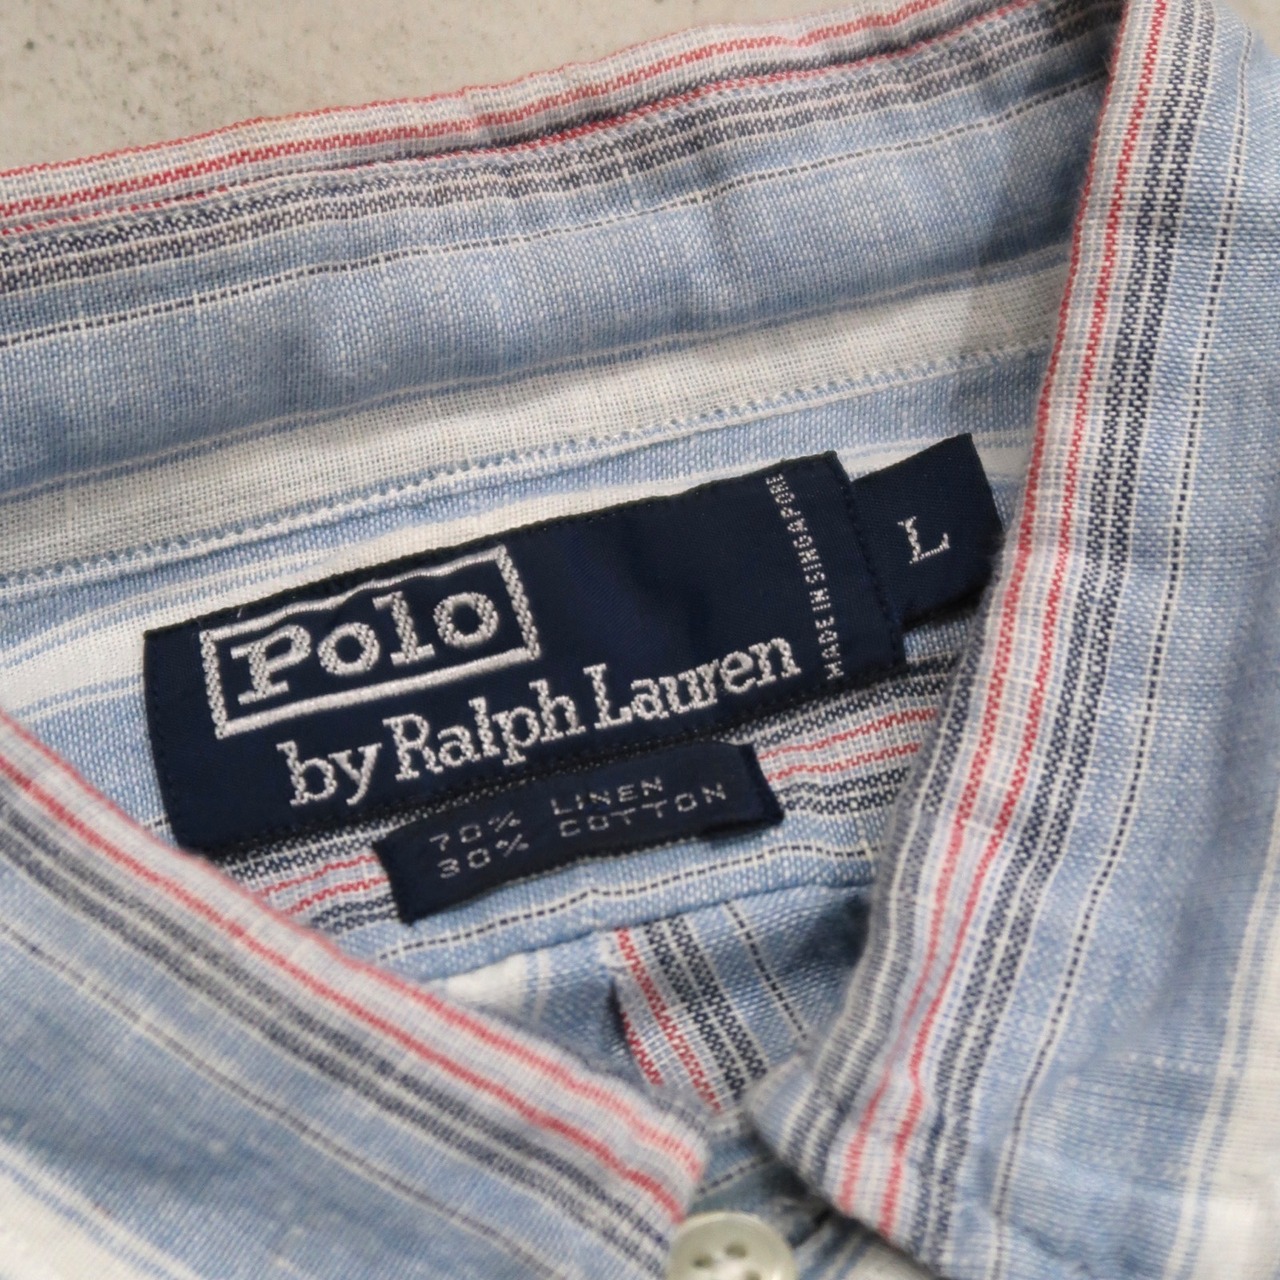 Polo
by Ralph Lauren
MADE IN SINGAPORE
L
70% LINEN
30% COTTON